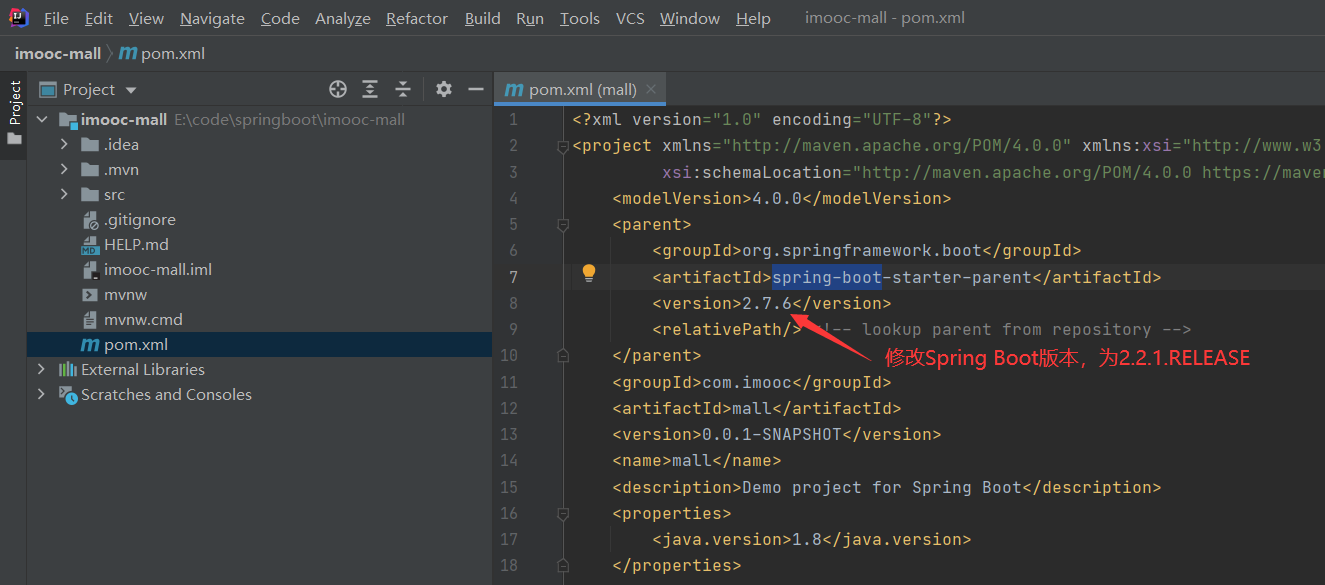 File Edit View Navigate Code Analyze Refactor Build Run Tools VCS Window Help imooc-mall - pom.xml
imooc-mall pom.xml
Project
Project
pom.xml (mall)
imooc-mall E:\code\springboot\imooc-mall
.idea
.mvn
src
.gitignore
HELP.md
imooc-mall.iml
mvnw
mvnw.cmd
pom.xml
External Libraries
Scratches and Consoles
1 <?xml version="1.0" encoding="UTF-8"?>
2 <project xmlns="http://maven.apache.org/POM/4.0.0" xmlns:xsi="http://www.w3
3 xsi:schemaLocation="http://maven.apache.org/POM/4.0.0 https://maven
4 <modelVersion>4.0.0</modelVersion>
5 <parent>
6 <groupId>org.springframework.boot</groupId>
7 <artifactId>spring-boot-starter-parent</artifactId>
8 <version>2.7.6</version>
9 <relativePath/> <!-- lookup parent from repository -->
修改Spring Boot版本，为2.2.1.RELEASE
10 </parent>
11 <groupId>com.imooc</groupId>
12 <artifactId>mall</artifactId>
13 <version>0.0.1-SNAPSHOT</version>
14 <name>mall</name>
15 <description>Demo project for Spring Boot</description>
16 <properties>
17 <java.version>1.8</java.version>
18 </properties>